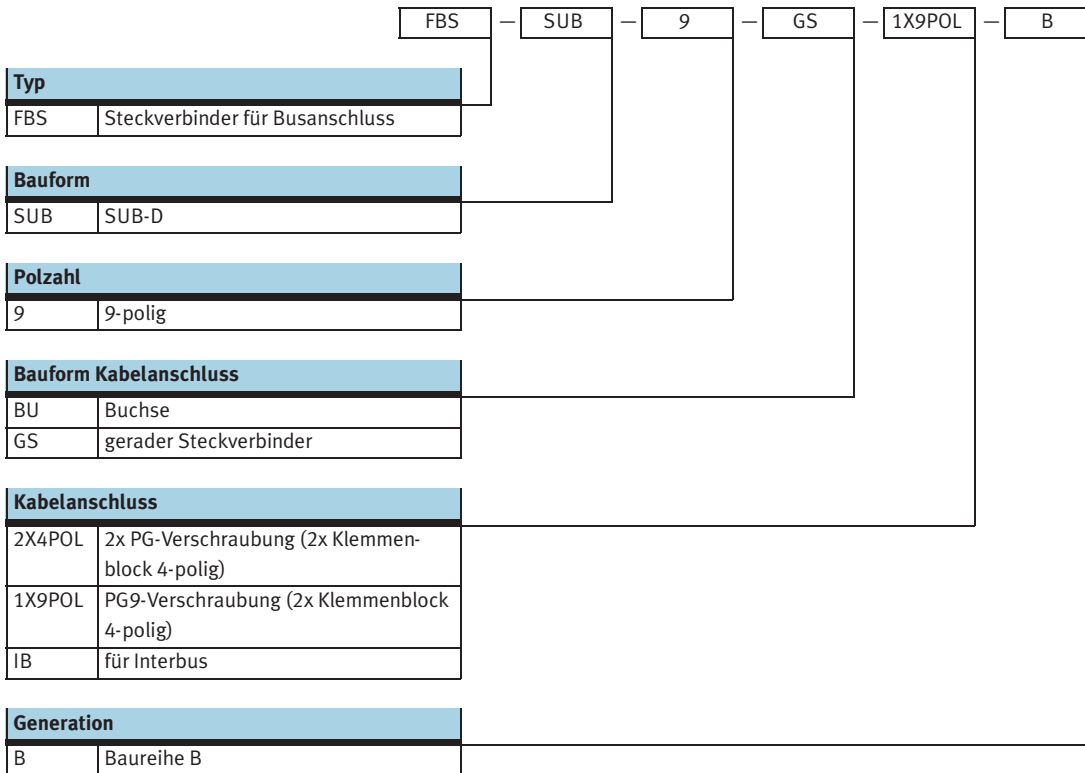 FBS — SUB — 9 — GS — 1X9POL — B
Typ
FBS Steckverbinder für Busanschluss
Bauform
SUB SUB-D
Polzahl
9 9-polig
Bauform Kabelanschluss
BU Buchse
GS gerader Steckverbinder
Kabelanschluss
2X4POL 2x PG-Verschraubung (2x Klemmen-
block 4-polig)
1X9POL PG9-Verschraubung (2x Klemmenblock
4-polig)
IB für Interbus
Generation
B Baureihe B